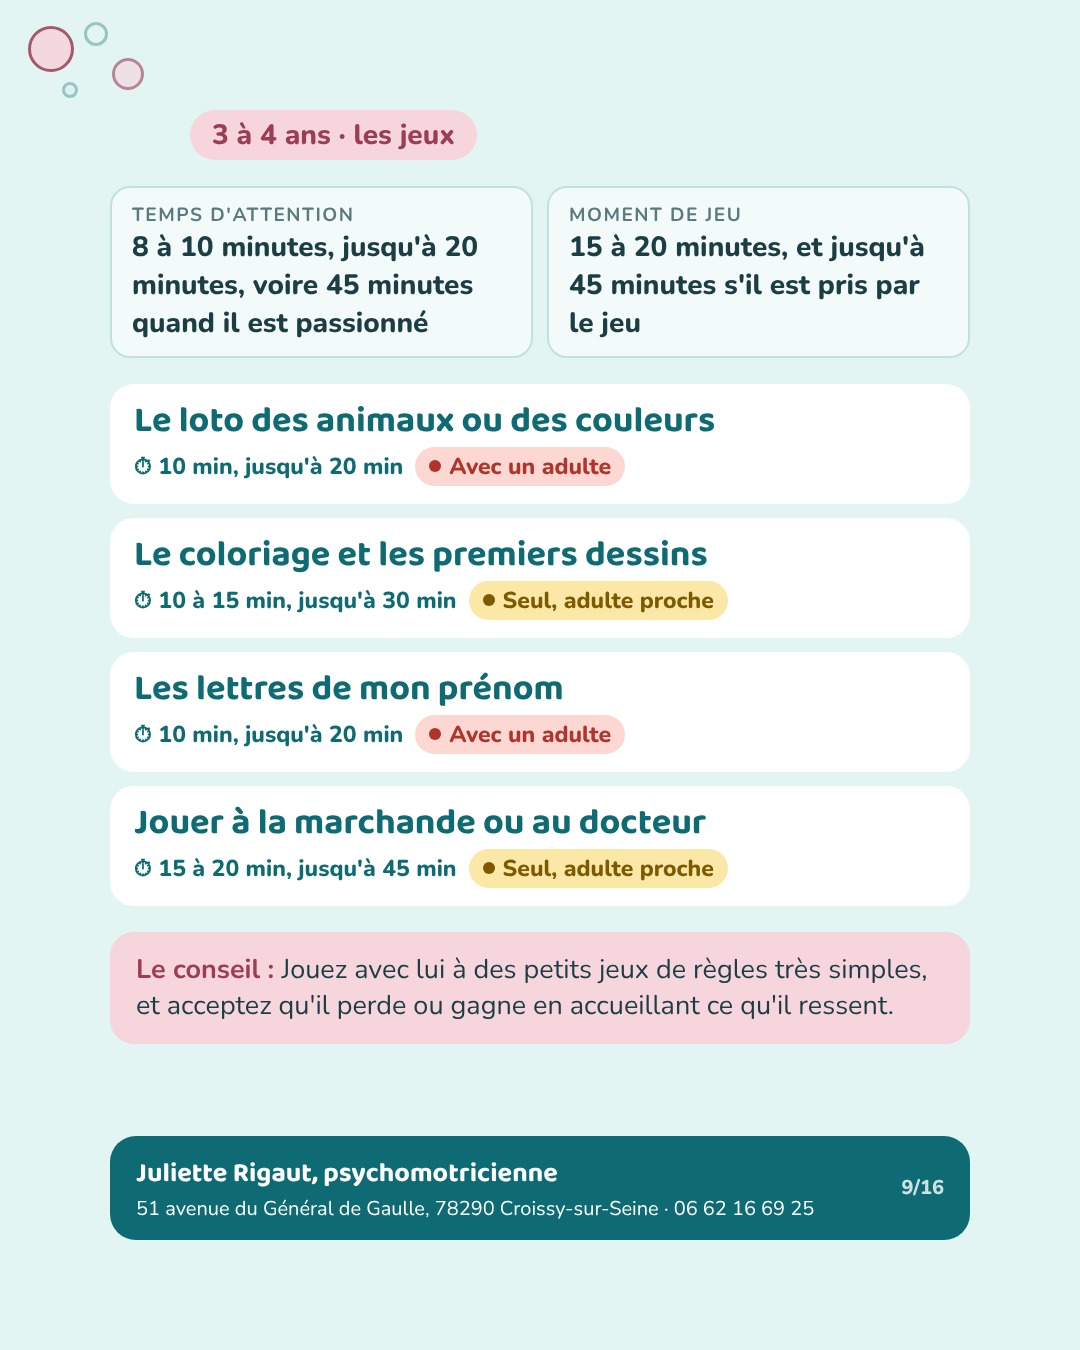 3 à 4 ans · les jeux
TEMPS D'ATTENTION
8 à 10 minutes, jusqu'à 20
minutes, voire 45 minutes
quand il est passionné
MOMENT DE JEU
15 à 20 minutes, et jusqu'à
45 minutes s'il est pris par
le jeu
Le loto des animaux ou des couleurs
⏱ 10 min, jusqu'à 20 min ● Avec un adulte
Le coloriage et les premiers dessins
⏱ 10 à 15 min, jusqu'à 30 min ● Seul, adulte proche
Les lettres de mon prénom
⏱ 10 min, jusqu'à 20 min ● Avec un adulte
Jouer à la marchande ou au docteur
⏱ 15 à 20 min, jusqu'à 45 min ● Seul, adulte proche
Le conseil : Jouez avec lui à des petits jeux de règles très simples,
et acceptez qu'il perde ou gagne en accueillant ce qu'il ressent.
Juliette Rigaut, psychomotricienne
51 avenue du Général de Gaulle, 78290 Croissy-sur-Seine · 06 62 16 69 25
9/16